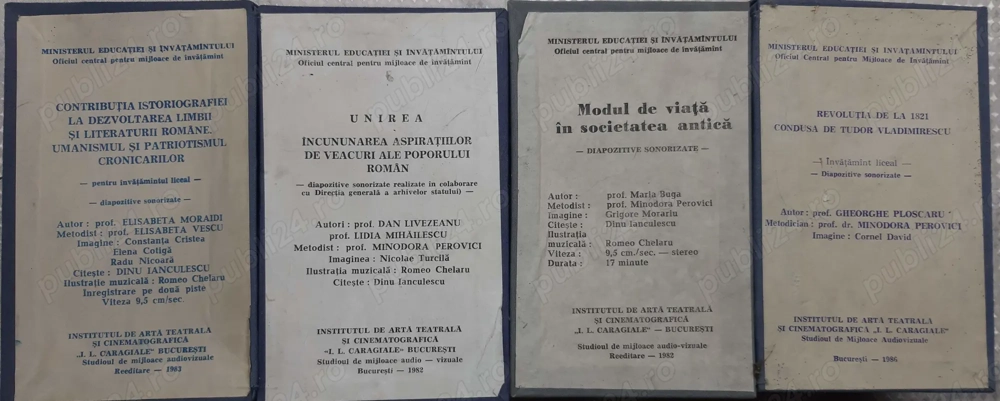 MINISTERUL EDUCAȚIEI ȘI ÎNVĂȚĂMÎNTULUI
Oficiul central pentru mijloace de învățămînt
CONTRIBUȚIA ISTORIOGRAFIEI
LA DEZVOLTAREA LIMBII
ȘI LITERATURII ROMÂNE.
UMANISMUL ȘI PATRIOTISMUL
CRONICARILOR
— pentru învățămîntul liceal —
— diapozitive sonorizate —
Autor : prof. ELISABETA MORAIDI
Metodist : prof. ELISABETA VESCU
Imagine : Constanța Cristea
Elena Cotigă
Radu Nicoară
Citește : DINU IANCULESCU
Ilustrație muzicală : Romeo Chelaru
Înregistrare pe două piste
Viteza 9,5 cm/sec.
INSTITUTUL DE ARTĂ TEATRALĂ
ȘI CINEMATOGRAFICĂ
„I. L. CARAGIALE" BUCUREȘTI
Studioul de mijloace audiovizuale
Reeditare — 1983
MINISTERUL EDUCAȚIEI ȘI ÎNVĂȚĂMÎNTULUI
Oficiul central pentru mijloace de învățămînt
UNIREA
ÎNCUNUNAREA ASPIRAȚIILOR
DE VEACURI ALE POPORULUI
ROMÂN
— diapozitive sonorizate realizate în colaborare
cu Direcția generală a arhivelor statului) —
Autori : prof. DAN LIVEZEANU
prof. LIDIA MIHĂILESCU
Metodist : prof. MINODORA PEROVICI
Imaginea : Nicolae Turcilă
Ilustrația muzicală : Romeo Chelaru
Citește : Dinu Ianculescu
INSTITUTUL DE ARTĂ TEATRALĂ
ȘI CINEMATOGRAFICĂ
„I. L. CARAGIALE" BUCUREȘTI
Studioul de mijloace audio — vizuale
București — 1982
MINISTERUL EDUCAȚIEI ȘI ÎNVĂȚĂMÎNTULUI
Oficiul central pentru mijloace de învățămînt
Modul de viață
în societatea antică
— DIAPOZITIVE SONORIZATE —
Autor : prof. Maria Buga
Metodist : prof. Minodora Perovici
Imagine : Grigore Morariu
Citește : Dinu Ianculescu
Ilustrația
muzicală : Romeo Chelaru
Viteza : 9,5 cm/sec. — stereo
Durata : 17 minute
INSTITUTUL DE ARTĂ TEATRALĂ
ȘI CINEMATOGRAFICĂ
„I. L. CARAGIALE" — BUCUREȘTI
Studioul de mijloace audio-vizuale
Reeditare — 1982
MINISTERUL EDUCAȚIEI ȘI ÎNVĂȚĂMÎNTULUI
Oficiul Central pentru Mijloace de Învățămînt
REVOLUȚIA DE LA 1821
CONDUSA DE TUDOR VLADIMIRESCU
— Învățămînt liceal —
— Diapozitive sonorizate —
Autor : prof. GHEORGHE PLOSCARU
Metodician : prof. dr. MINODORA PEROVICI
Imagine : Cornel David
INSTITUTUL DE ARTĂ TEATRALĂ
ȘI CINEMATOGRAFICĂ „I. L. CARAGIALE"
Studioul de Mijloace Audiovizuale
București — 1986
publi24.ro